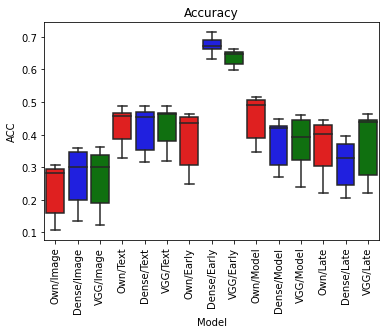 Accuracy
0.7
0.6
0.5
0.4
0.3
0.2
0.1
ACC
Own/Image
Dense/Image
VGG/Image
Own/Text
Dense/Text
VGG/Text
Own/Early
Dense/Early
VGG/Early
Own/Model
Dense/Model
VGG/Model
Own/Late
Dense/Late
VGG/Late
Model